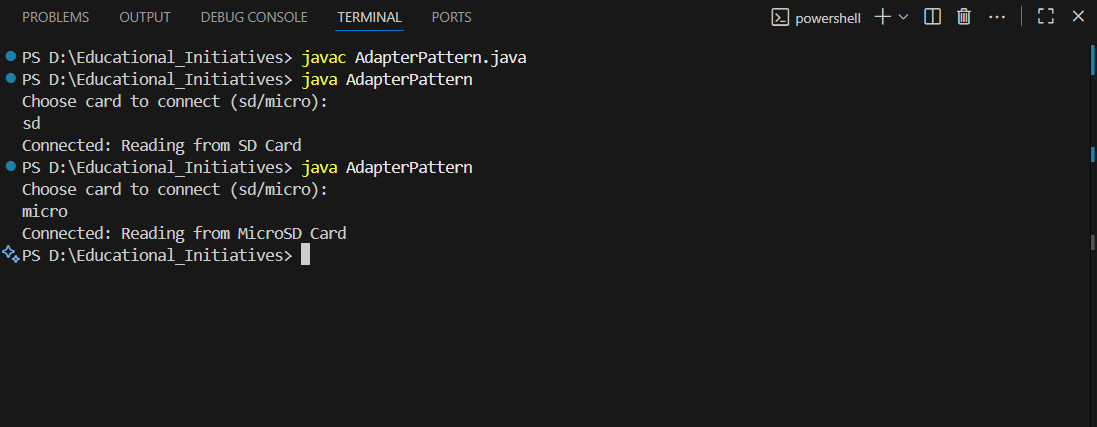 PROBLEMS OUTPUT DEBUG CONSOLE TERMINAL PORTS powershell
PS D:\Educational_Initiatives> javac AdapterPattern.java
PS D:\Educational_Initiatives> java AdapterPattern
Choose card to connect (sd/micro):
sd
Connected: Reading from SD Card
PS D:\Educational_Initiatives> java AdapterPattern
Choose card to connect (sd/micro):
micro
Connected: Reading from MicroSD Card
PS D:\Educational_Initiatives>